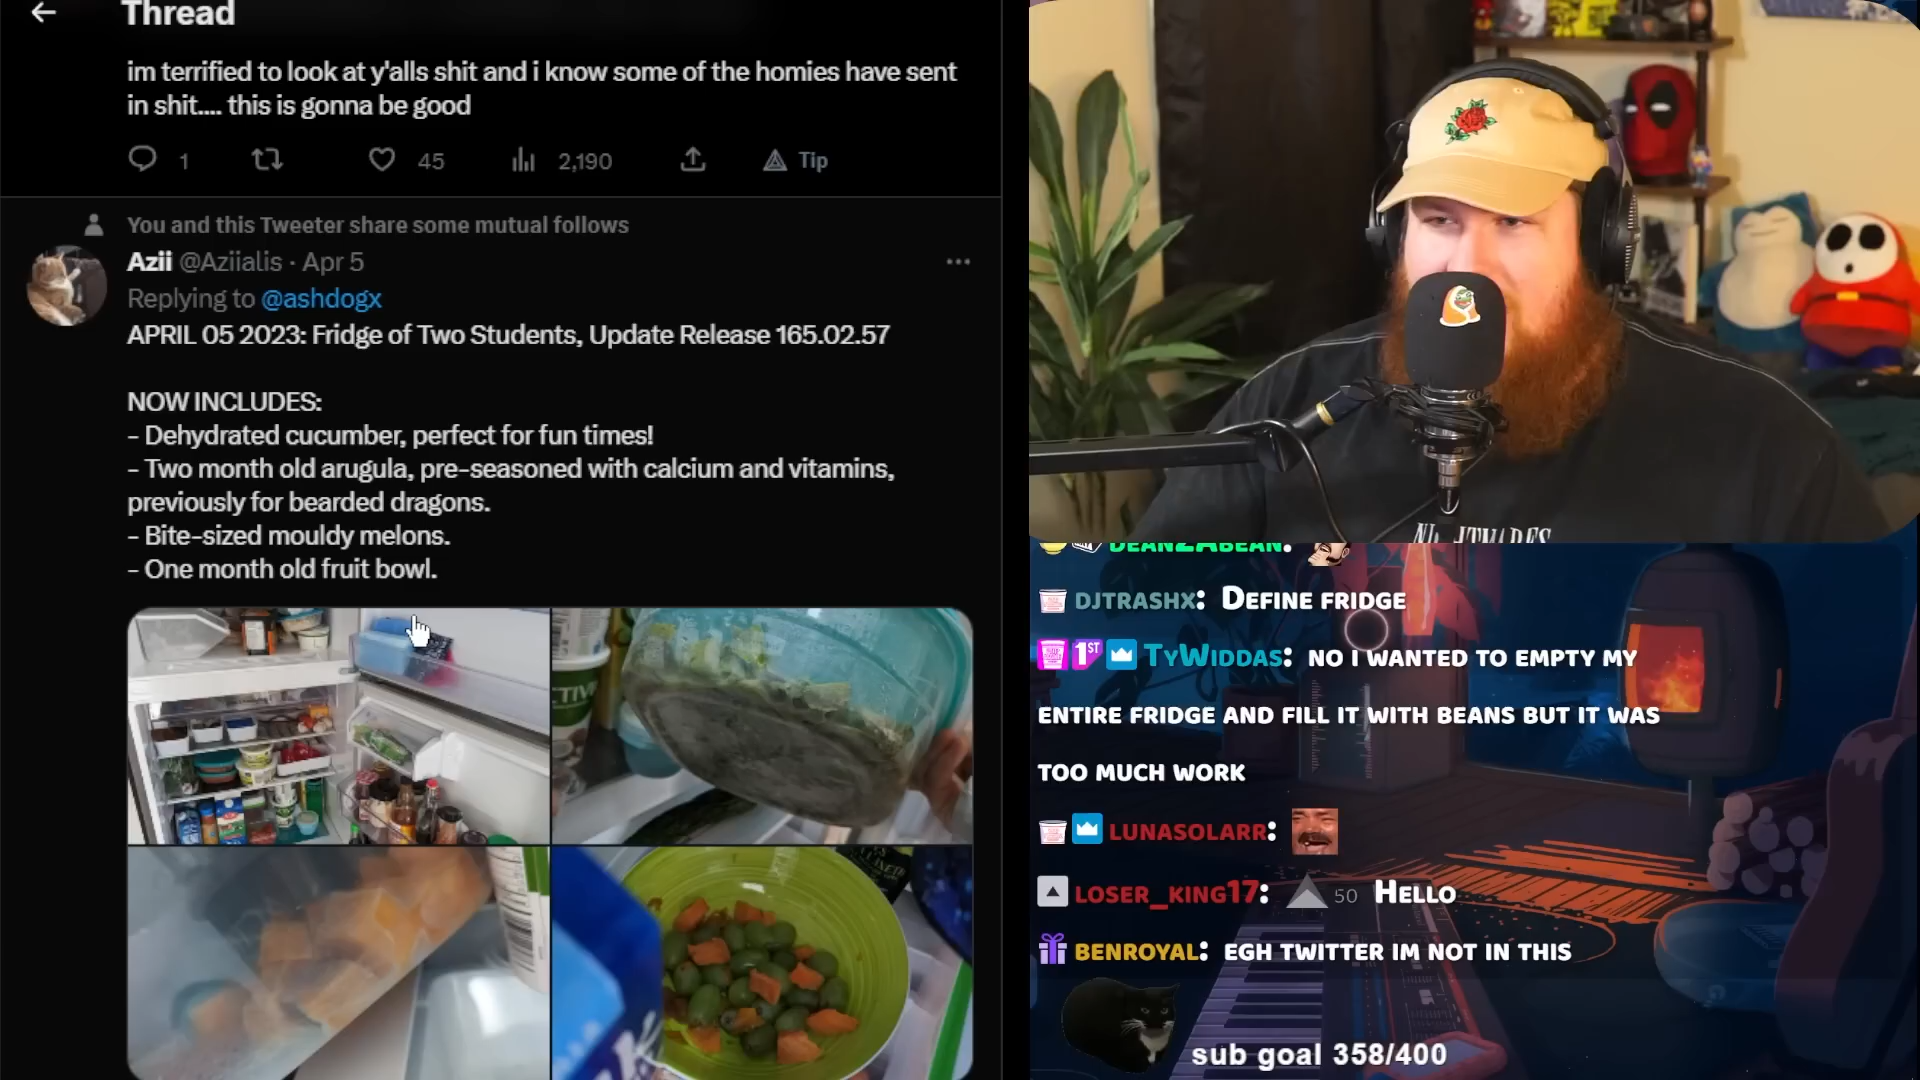 Thread
im terrified to look at y'alls shit and i know some of the homies have sent
in shit.... this is gonna be good
1
45
2,190
Tip
You and this Tweeter share some mutual follows
Azii @Aziialis · Apr 5
Replying to @ashdogx
APRIL 05 2023: Fridge of Two Students, Update Release 165.02.57
NOW INCLUDES:
- Dehydrated cucumber, perfect for fun times!
- Two month old arugula, pre-seasoned with calcium and vitamins,
previously for bearded dragons.
- Bite-sized mouldy melons.
- One month old fruit bowl.
DEANZABEAN:
DJTRASHX: DEFINE FRIDGE
1ST TYWIDDAS: NO I WANTED TO EMPTY MY
ENTIRE FRIDGE AND FILL IT WITH BEANS BUT IT WAS
TOO MUCH WORK
LUNASOLARR:
LOSER_KING17: 50 HELLO
BENROYAL: EGH TWITTER IM NOT IN THIS
sub goal 358/400